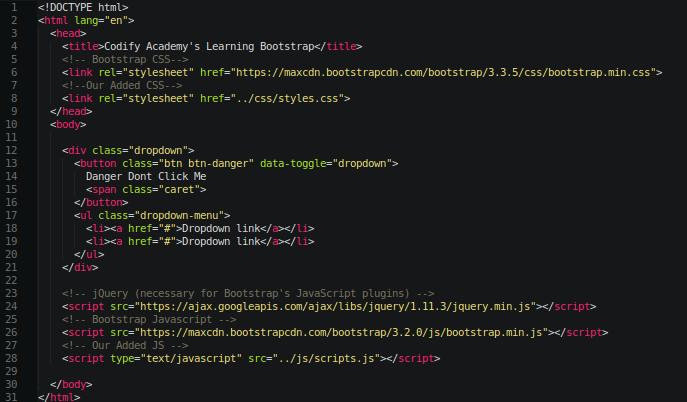 1 <!DOCTYPE html>
2 <html lang="en">
3 <head>
4 <title>Codify Academy's Learning Bootstrap</title>
5 <!-- Bootstrap CSS-->
6 <link rel="stylesheet" href="https://maxcdn.bootstrapcdn.com/bootstrap/3.3.5/css/bootstrap.min.css">
7 <!--Our Added CSS-->
8 <link rel="stylesheet" href="../css/styles.css">
9 </head>
10 <body>
11
12 <div class="dropdown">
13 <button class="btn btn-danger" data-toggle="dropdown">
14 Danger Dont Click Me
15 <span class="caret">
16 </button>
17 <ul class="dropdown-menu">
18 <li><a href="#">Dropdown link</a></li>
19 <li><a href="#">Dropdown link</a></li>
20 </ul>
21 </div>
22
23 <!-- jQuery (necessary for Bootstrap's JavaScript plugins) -->
24 <script src="https://ajax.googleapis.com/ajax/libs/jquery/1.11.3/jquery.min.js"></script>
25 <!-- Bootstrap Javascript -->
26 <script src="https://maxcdn.bootstrapcdn.com/bootstrap/3.2.0/js/bootstrap.min.js"></script>
27 <!-- Our Added JS -->
28 <script type="text/javascript" src="../js/scripts.js"></script>
29
30 </body>
31 </html>